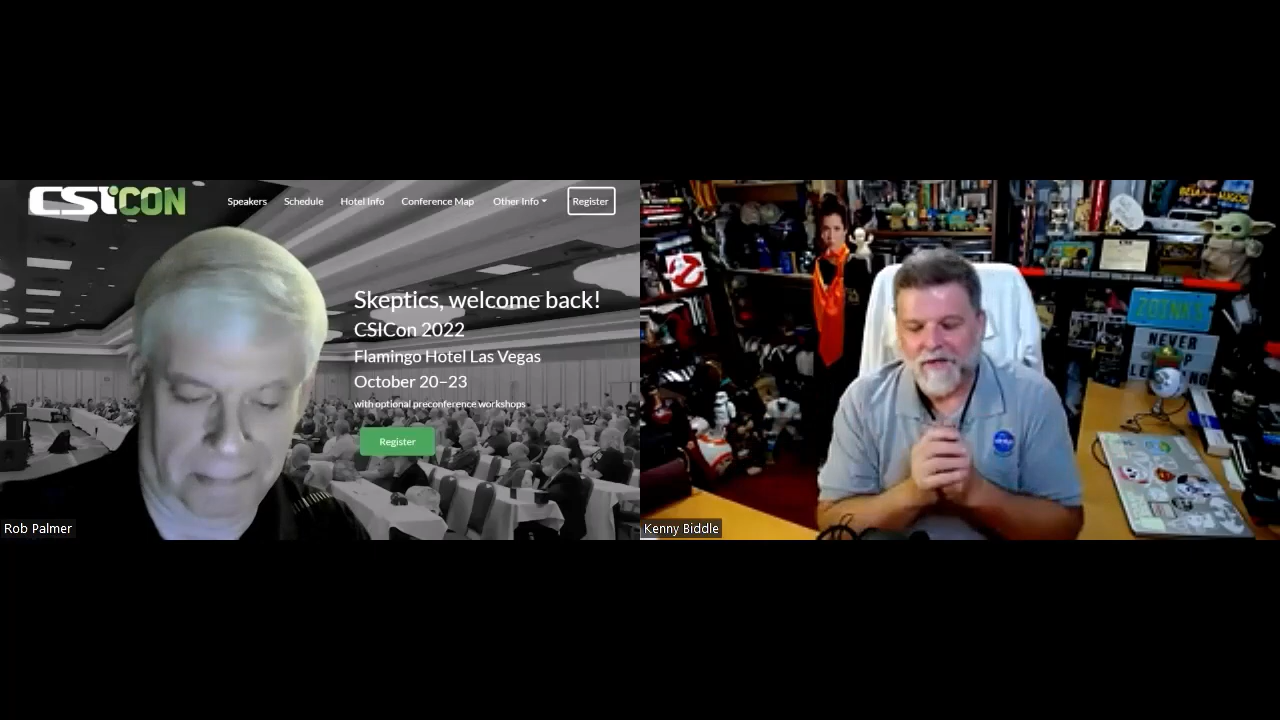 CSICON
Speakers Schedule Hotel Info Conference Map Other Info Register
Skeptics, welcome back!
CSICon 2022
Flamingo Hotel Las Vegas
October 20–23
with optional preconference workshops
Register
Rob Palmer
ZOINKS
NEVER
LEARNING
Kenny Biddle